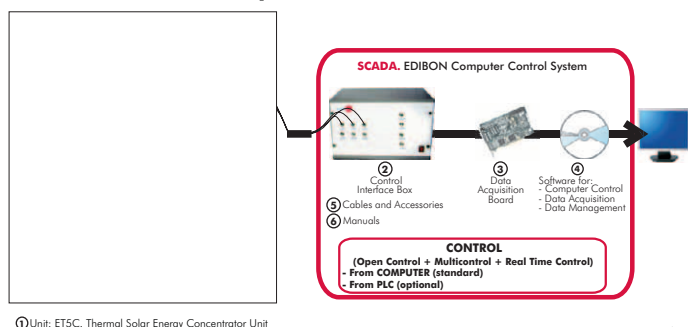 SCADA. EDIBON Computer Control System
2
Control
Interface Box
3
Data
Acquisition
Board
4
Software for:
- Computer Control
- Data Acquisition
- Data Management
5 Cables and Accessories
6 Manuals
CONTROL
(Open Control + Multicontrol + Real Time Control)
- From COMPUTER (standard)
- From PLC (optional)
1 Unit: ET5C. Thermal Solar Energy Concentrator Unit